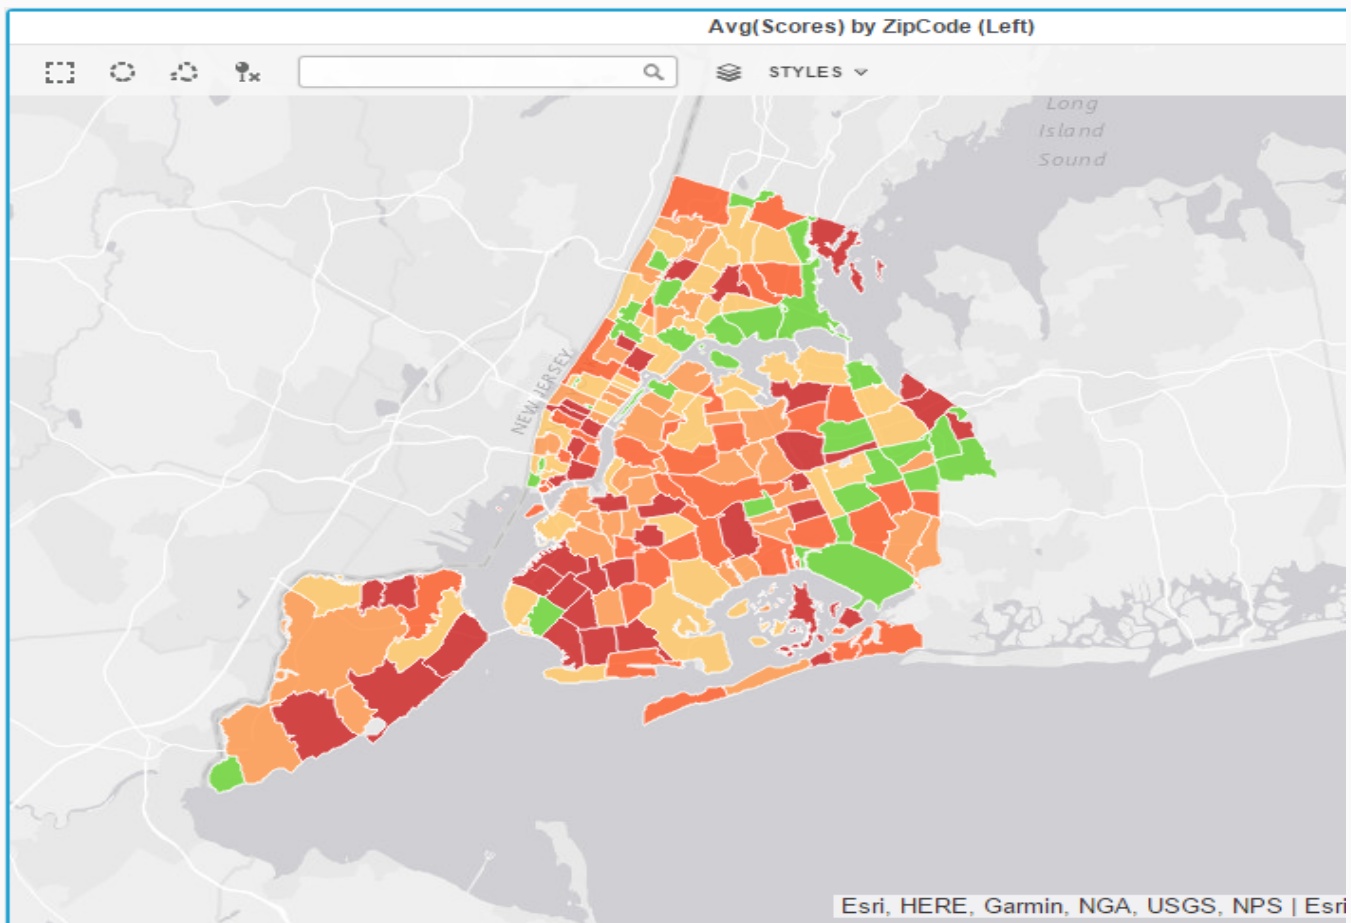 Avg(Scores) by ZipCode (Left)
STYLES
Long
Island
Sound
NEW JERSEY
Esri, HERE, Garmin, NGA, USGS, NPS | Esri